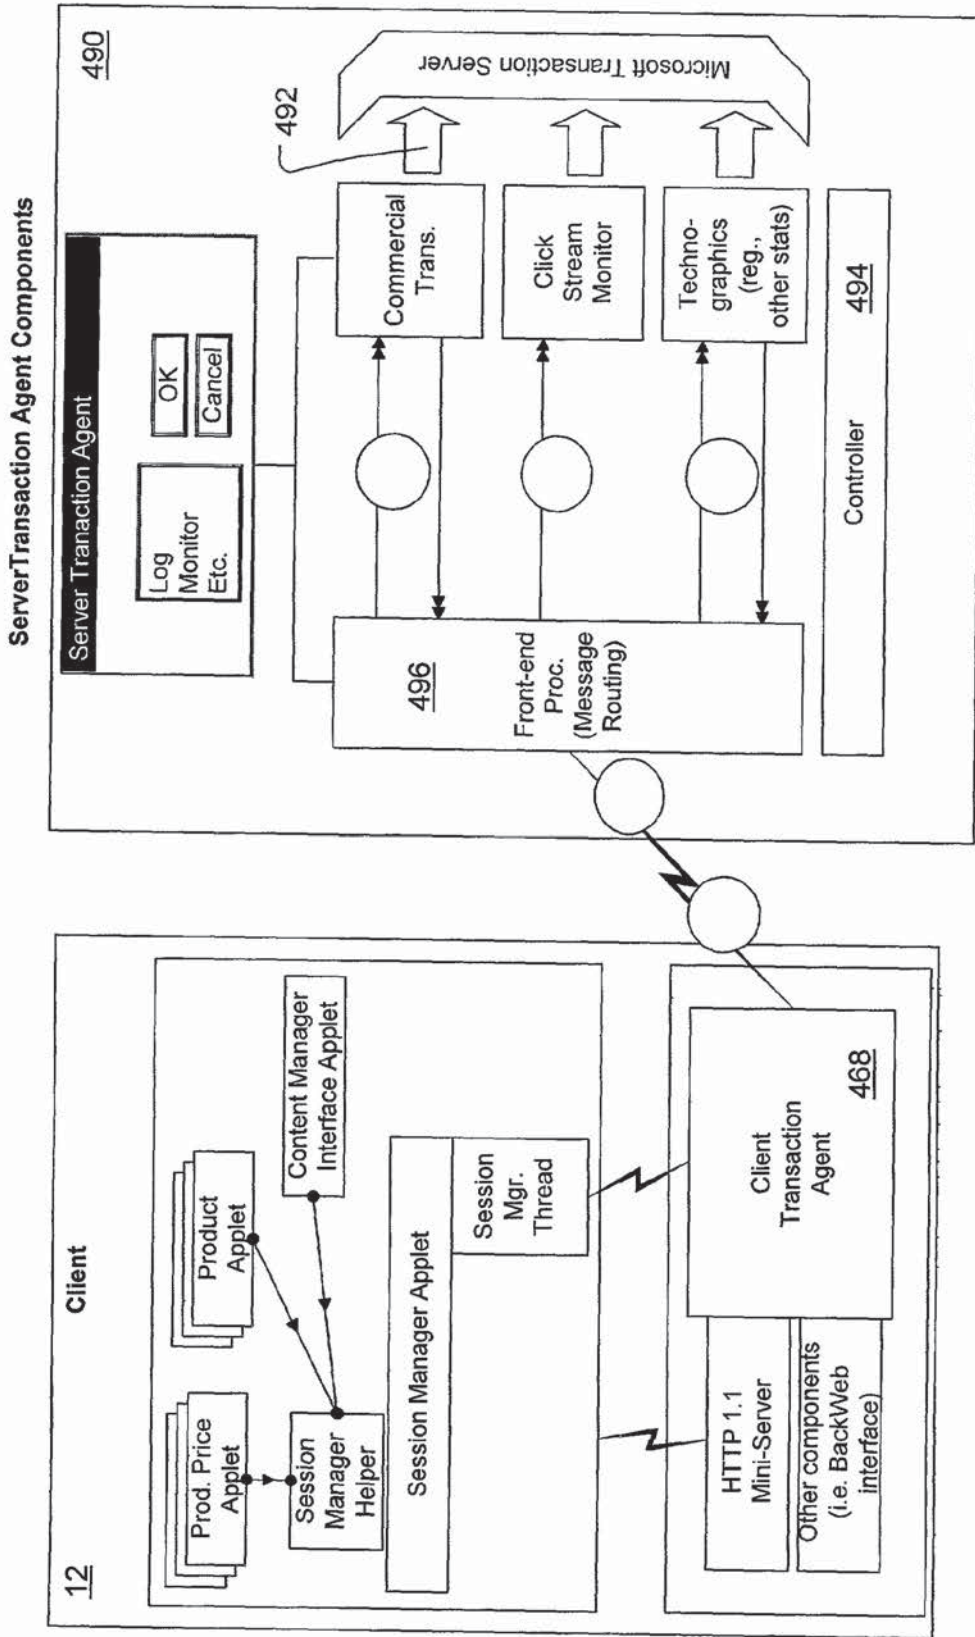 ServerTransaction Agent Components
490
Server Tranaction Agent
Log
Monitor
Etc.
OK
Cancel
492
Commercial
Trans.
Click
Stream
Monitor
Techno-
graphics
(reg.,
other stats)
Microsoft Transaction Server
496
Front-end
Proc.
(Message
Routing)
Controller
494
Client
12
Prod. Price
Applet
Product
Applet
Content Manager
Interface Applet
Session
Manager
Helper
Session Manager Applet
Session
Mgr.
Thread
HTTP 1.1
Mini-Server
Other components
(i.e. BackWeb
interface)
Client
Transaction
Agent
468